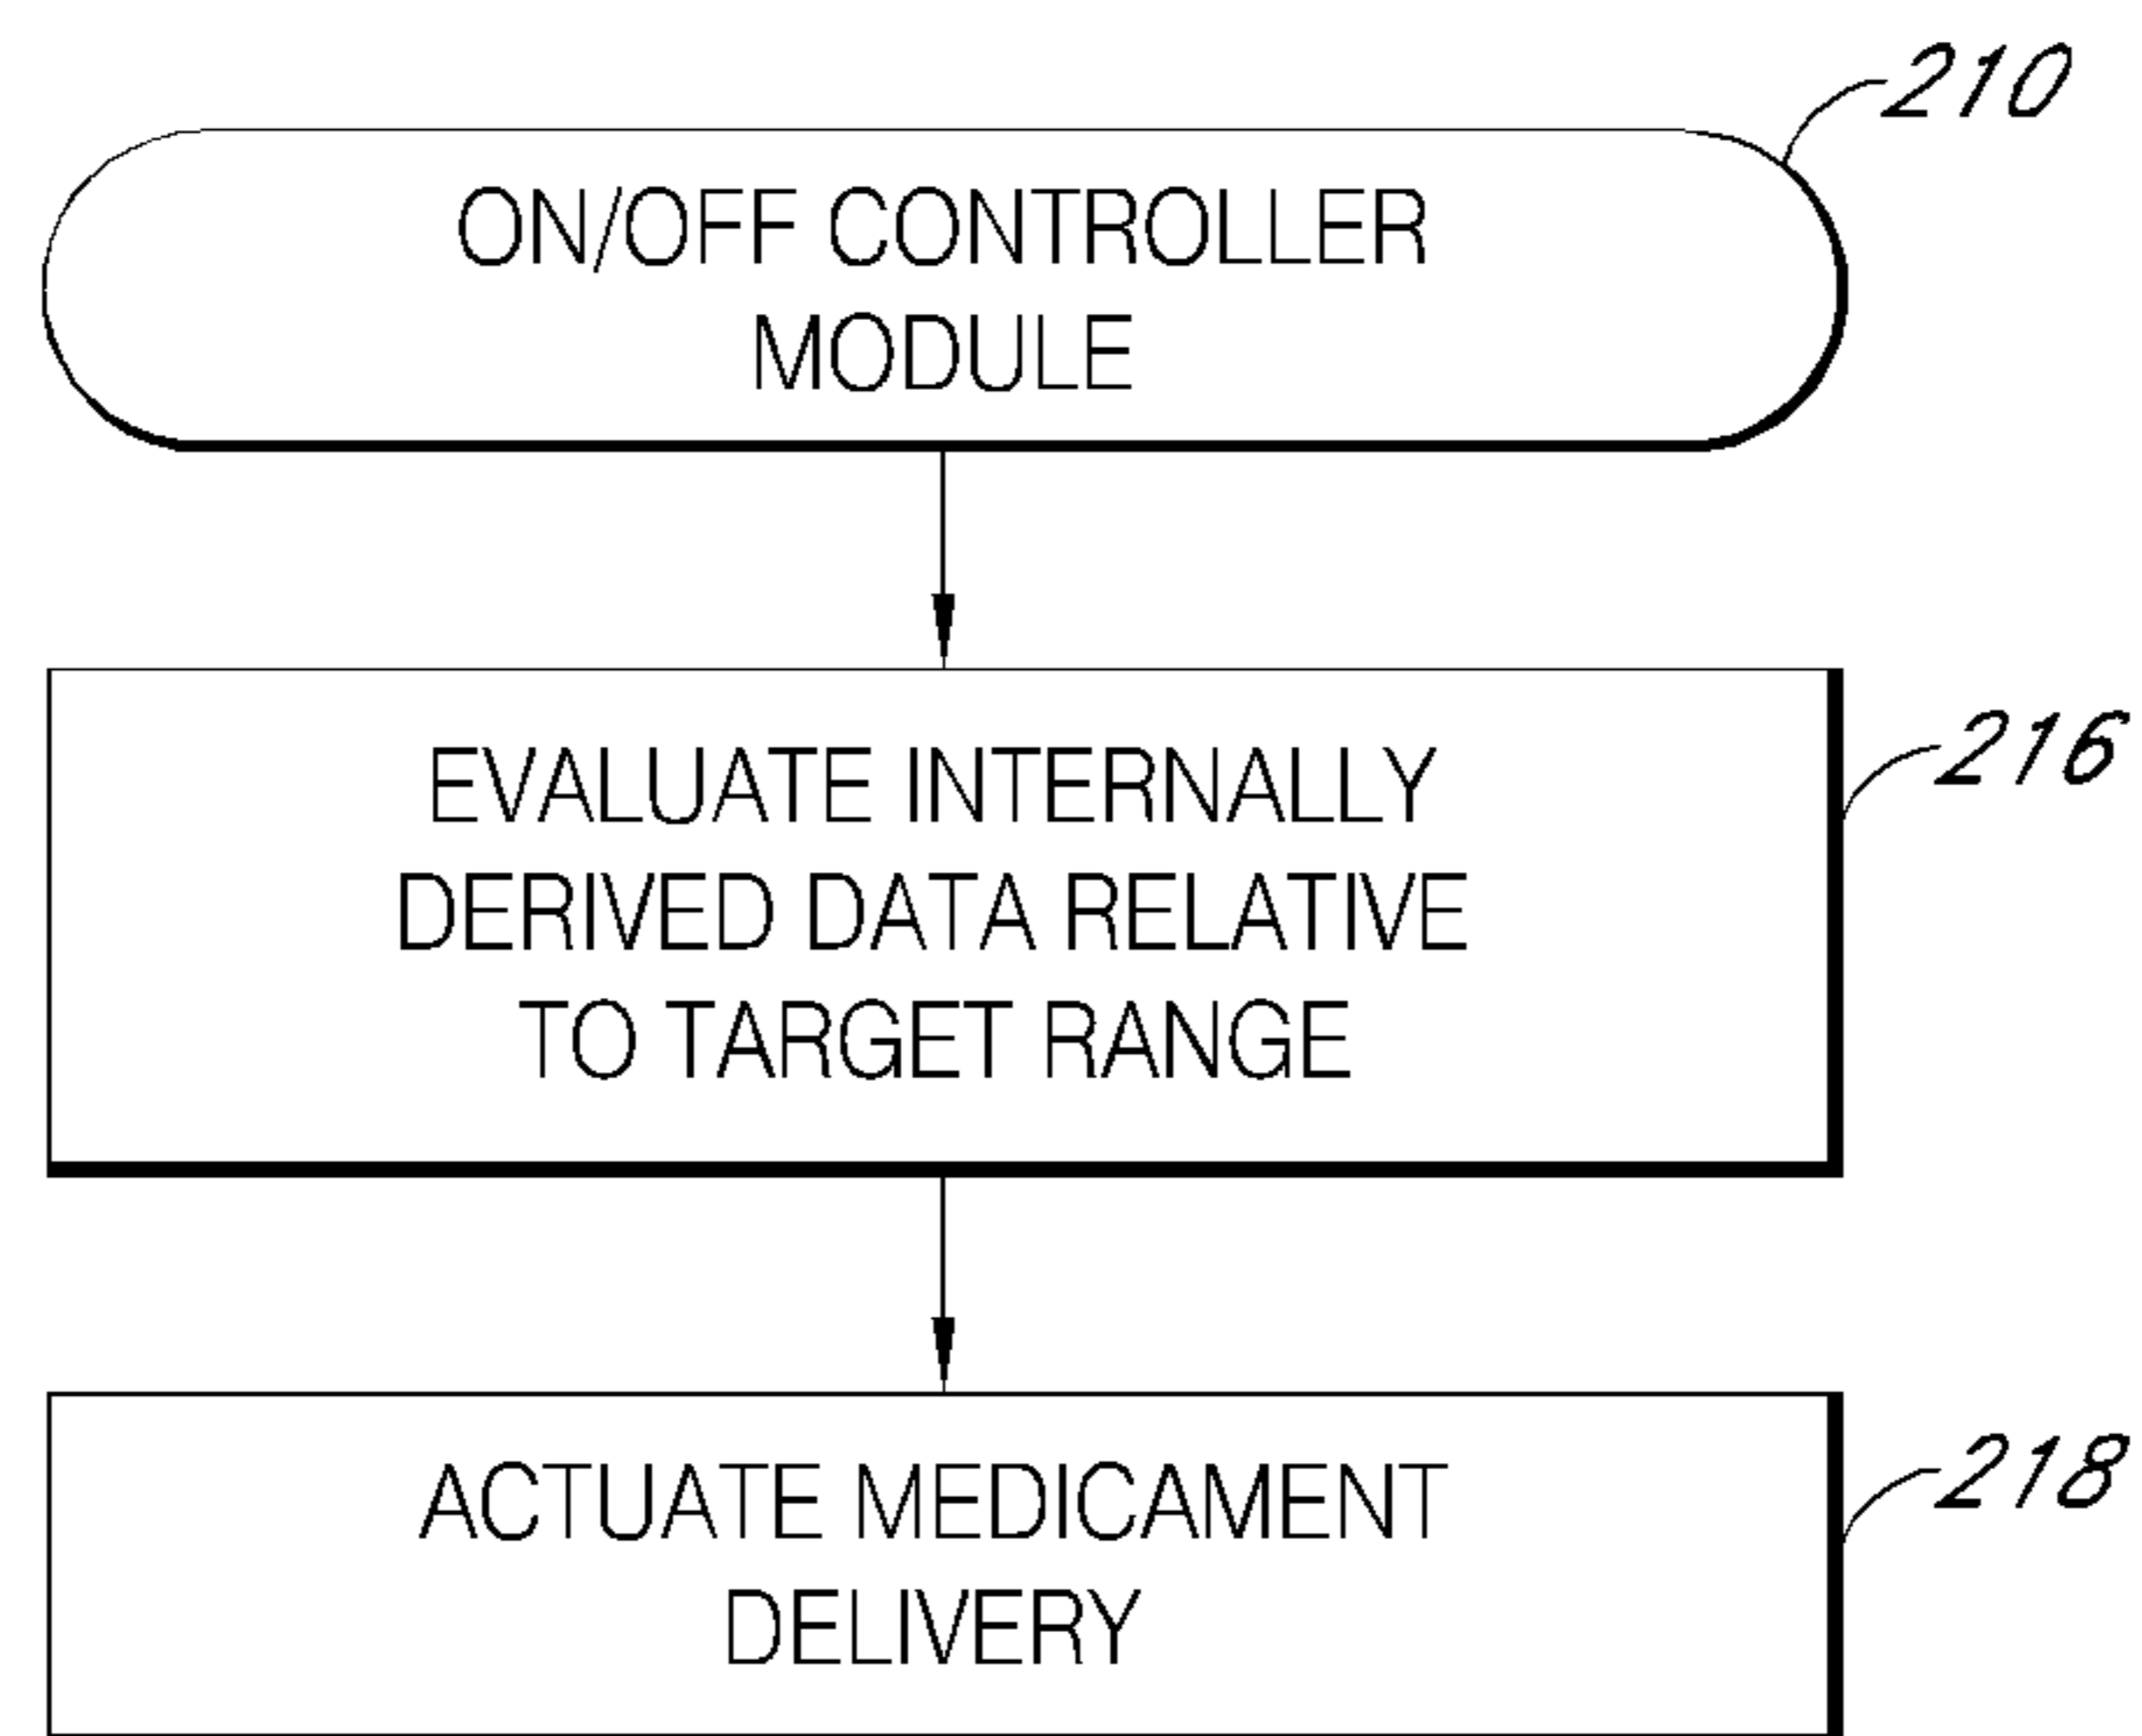 210
ON/OFF CONTROLLER
MODULE
EVALUATE INTERNALLY
DERIVED DATA RELATIVE
TO TARGET RANGE
216
ACTUATE MEDICAMENT
DELIVERY
218